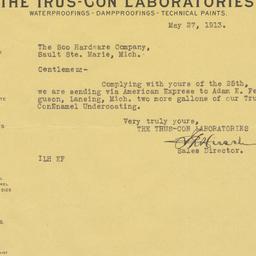 THE TRUS-CON LABORATORIES
WATERPROOFINGS - DAMPPROOFINGS - TECHNICAL PAINTS.
May 27, 1913.
The Soo Hardware Company,
Sault Ste. Marie, Mich.
Gentlemen:-
Complying with yours of the 25th,
we are sending via American Express to Adam E. Fe
guson, Lansing, Mich. two more gallons of our Tru
ConEnamel Undercoating.
Very truly yours,
THE TRUS-CON LABORATORIES
Sales Director.
ILH EF